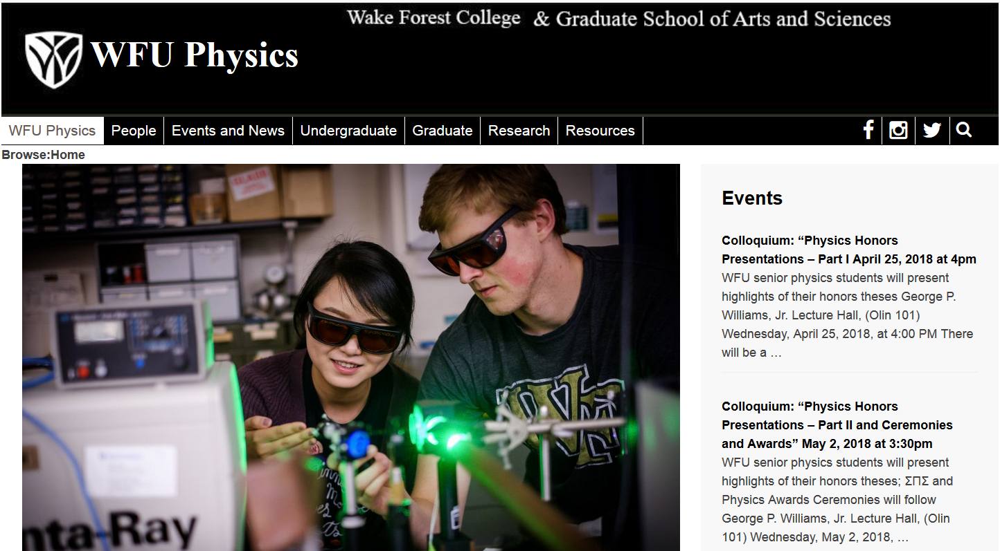 Wake Forest College & Graduate School of Arts and Sciences
WFU Physics
WFU Physics People Events and News Undergraduate Graduate Research Resources
Browse:Home
Events
Colloquium: “Physics Honors
Presentations – Part I April 25, 2018 at 4pm
WFU senior physics students will present
highlights of their honors theses George P.
Williams, Jr. Lecture Hall, (Olin 101)
Wednesday, April 25, 2018, at 4:00 PM There
will be a …
Colloquium: “Physics Honors
Presentations – Part II and Ceremonies
and Awards” May 2, 2018 at 3:30pm
WFU senior physics students will present
highlights of their honors theses; ΣΠΣ and
Physics Awards Ceremonies will follow
George P. Williams, Jr. Lecture Hall, (Olin
101) Wednesday, May 2, 2018, …
WF
nta-Ray